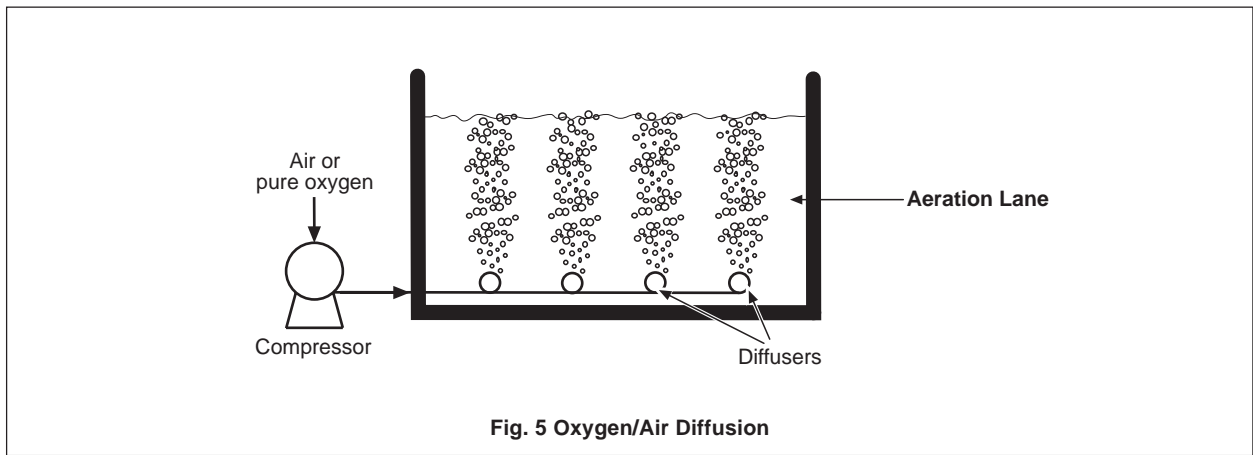 Air or
pure oxygen
Aeration Lane
Compressor
Diffusers
Fig. 5 Oxygen/Air Diffusion